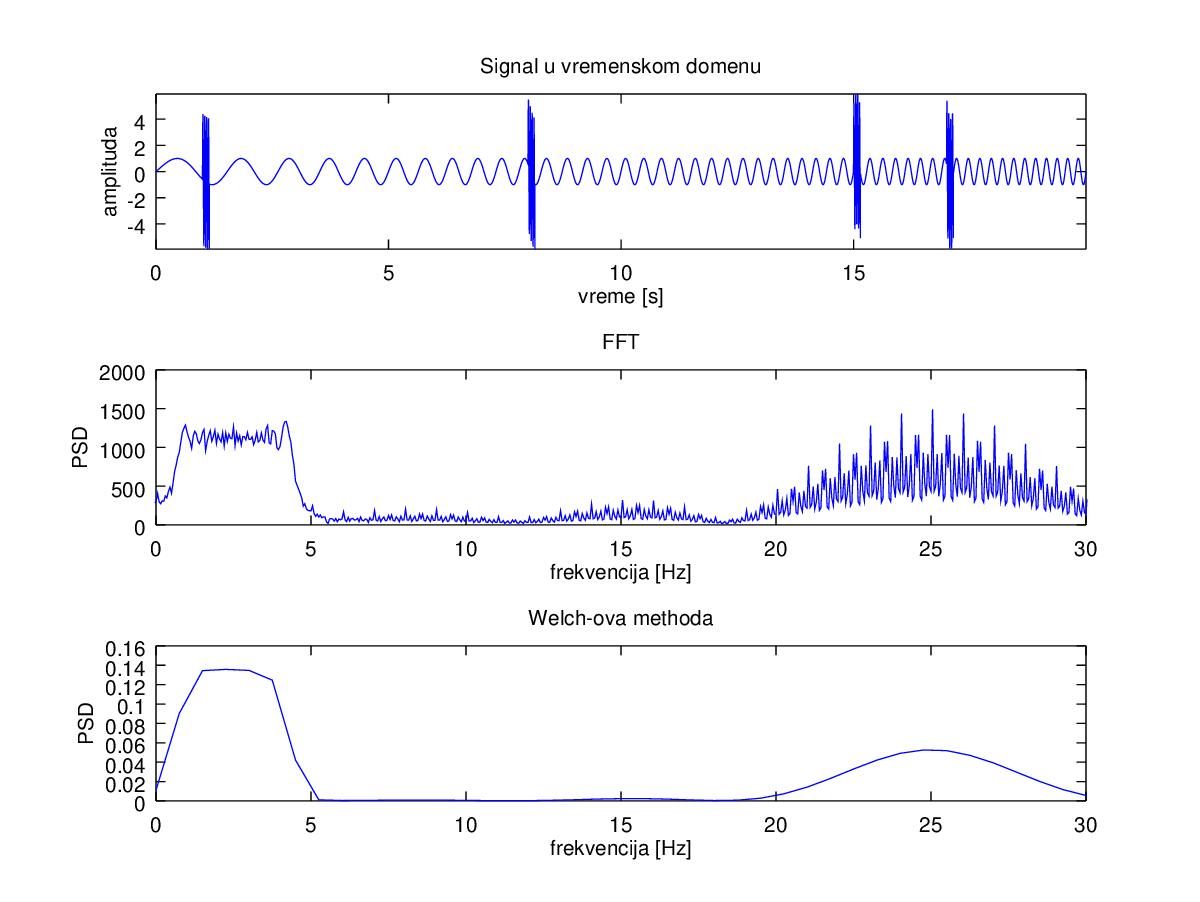 Signal u vremenskom domenu
amplituda
4
2
0
-2
-4
0 5 10 15
vreme [s]
FFT
PSD
2000
1500
1000
500
0
0 5 10 15 20 25 30
frekvencija [Hz]
Welch-ova methoda
PSD
0.16
0.14
0.12
0.1
0.08
0.06
0.04
0.02
0
0 5 10 15 20 25 30
frekvencija [Hz]